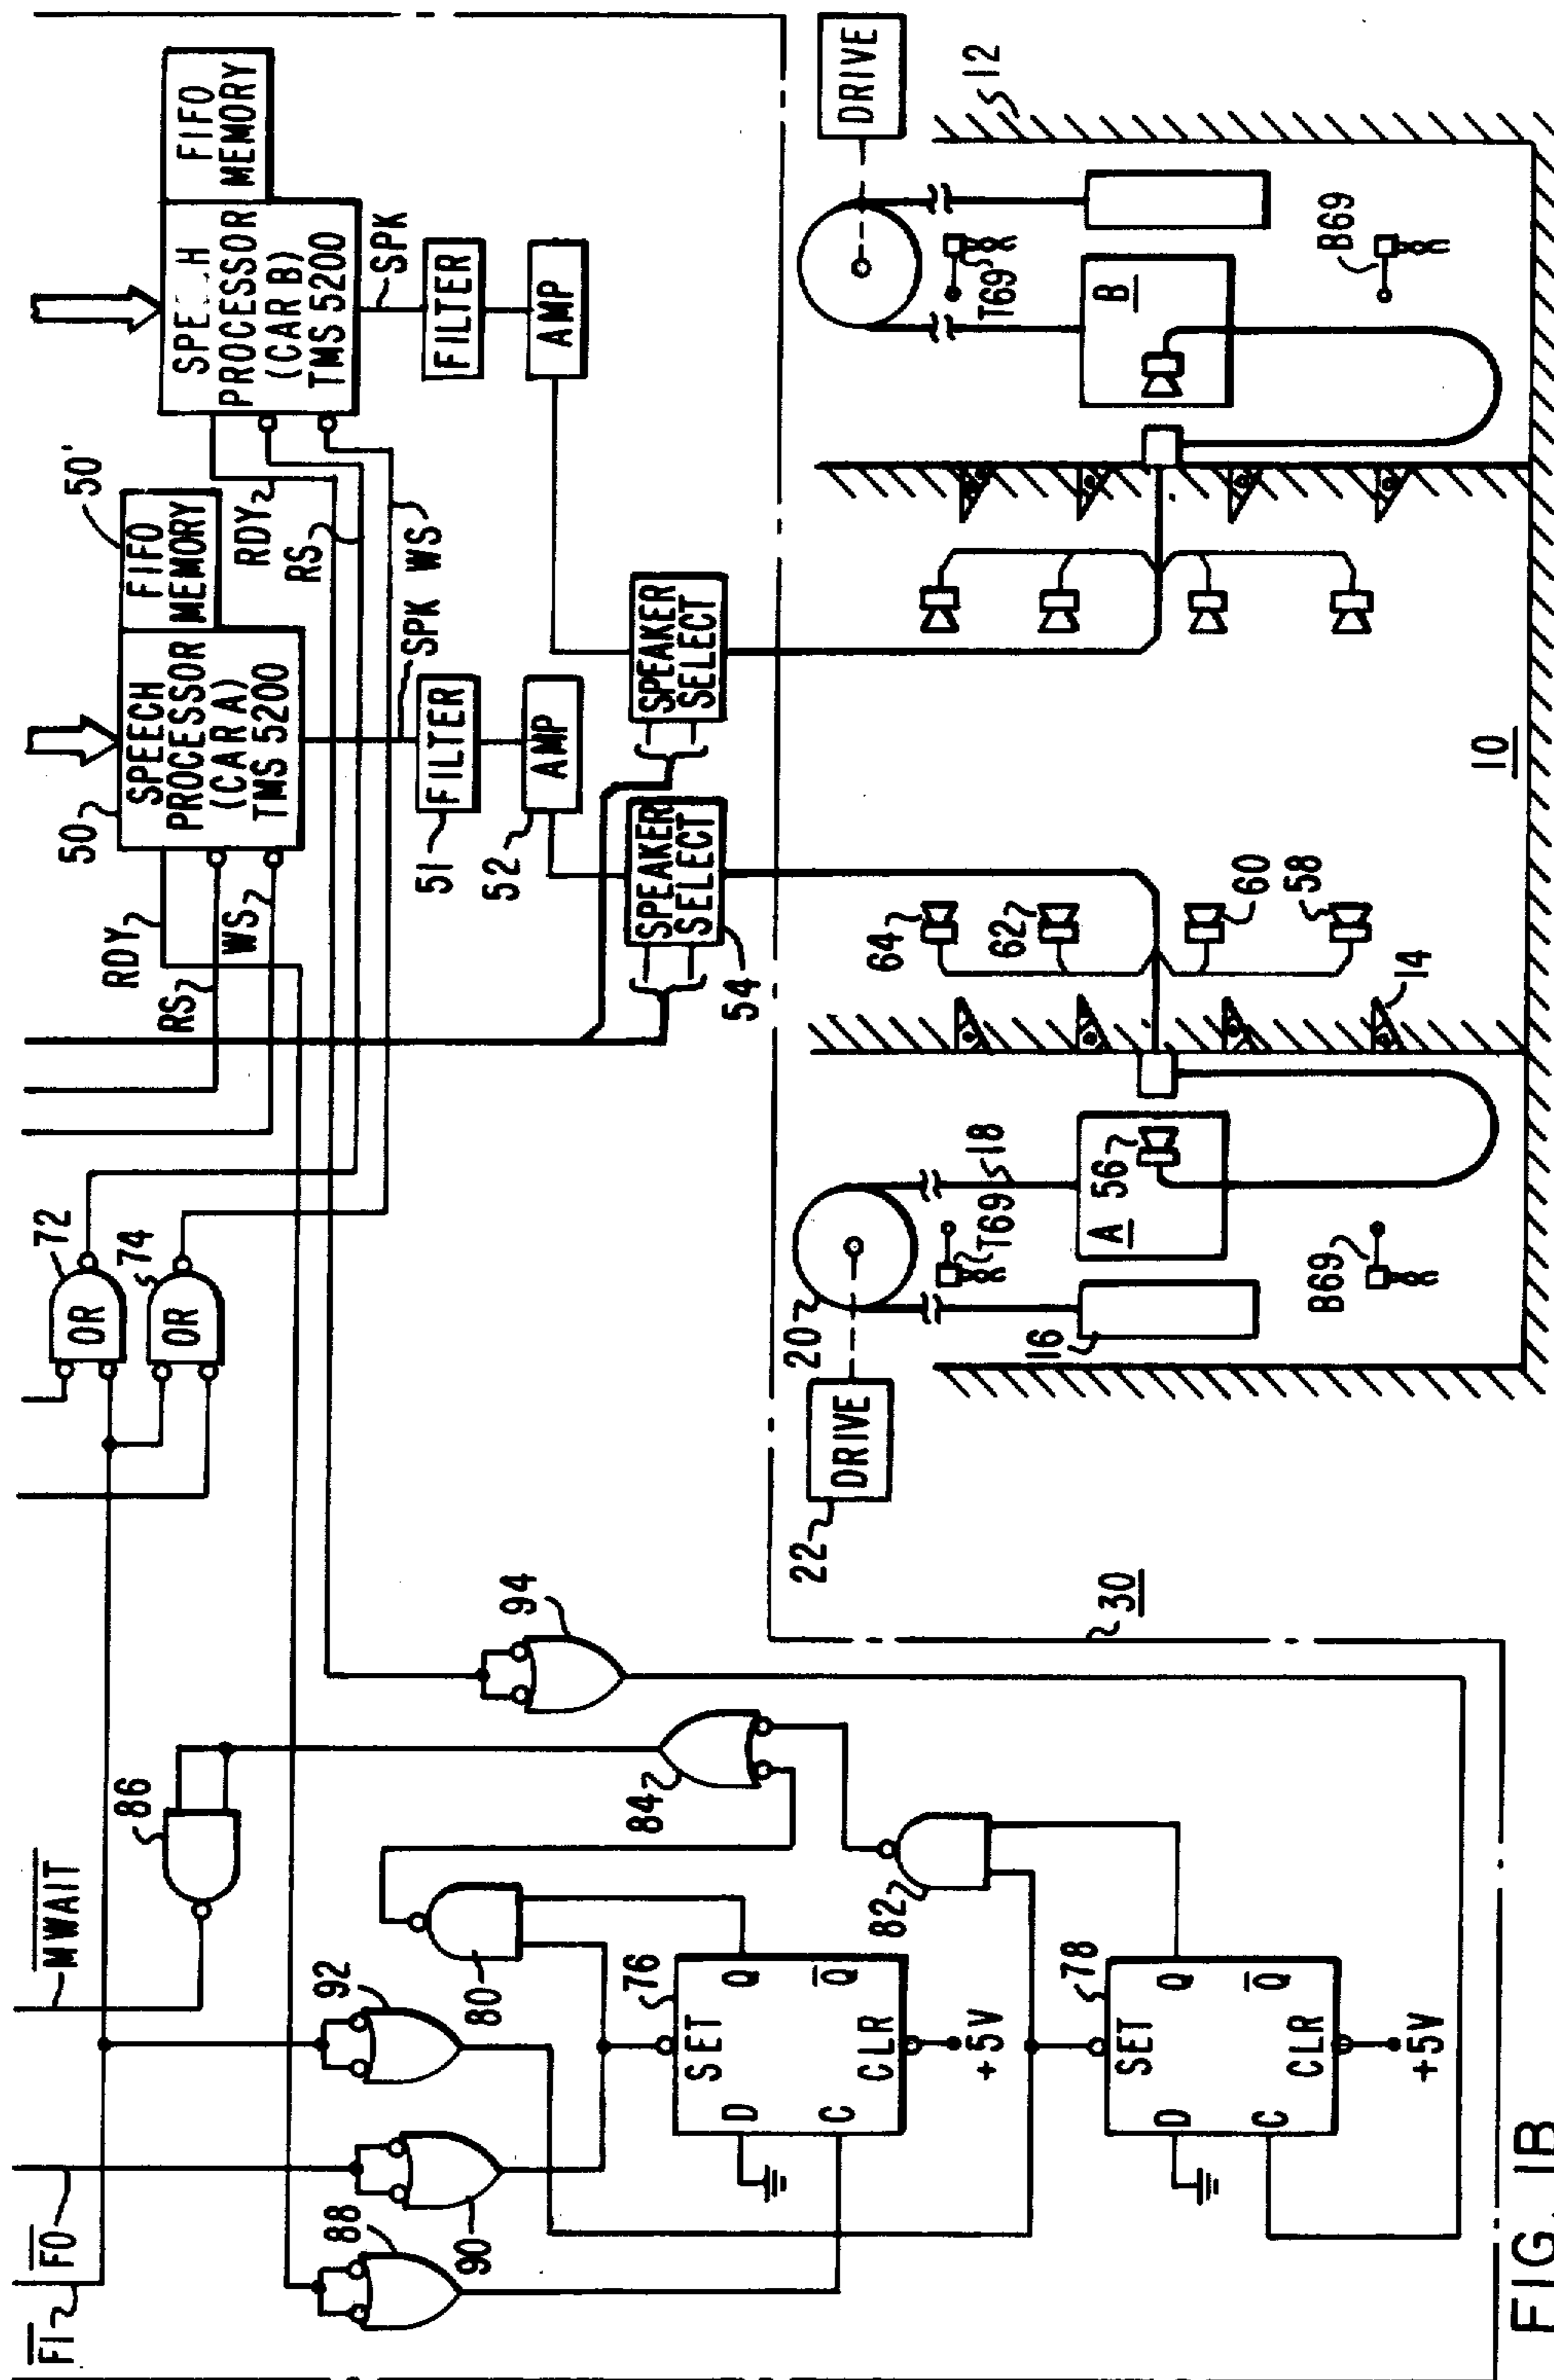 FIFO
MEMORY
SPE H
PROCESSOR
(CAR B)
TMS 5200
SPK
FILTER
AMP
50'
FIFO
MEMORY
RDY
RS
50
SPEECH
PROCESSOR
(CAR A)
TMS 5200
SPK WS
RDY
RS
WS
51
FILTER
52
AMP
SPEAKER
SELECT
SPEAKER
SELECT
54
72
OR
74
OR
DRIVE
12
T69
B
B69
64
62
60
58
14
10
18
T69
A
56
B69
20
16
22
DRIVE
30
94
86
MWAIT
84
82
92
80
76
SET
D
Q
Q
C
CLR
+5V
78
SET
D
Q
Q
C
CLR
+5V
F0
F1
88
90
FIG. 1B